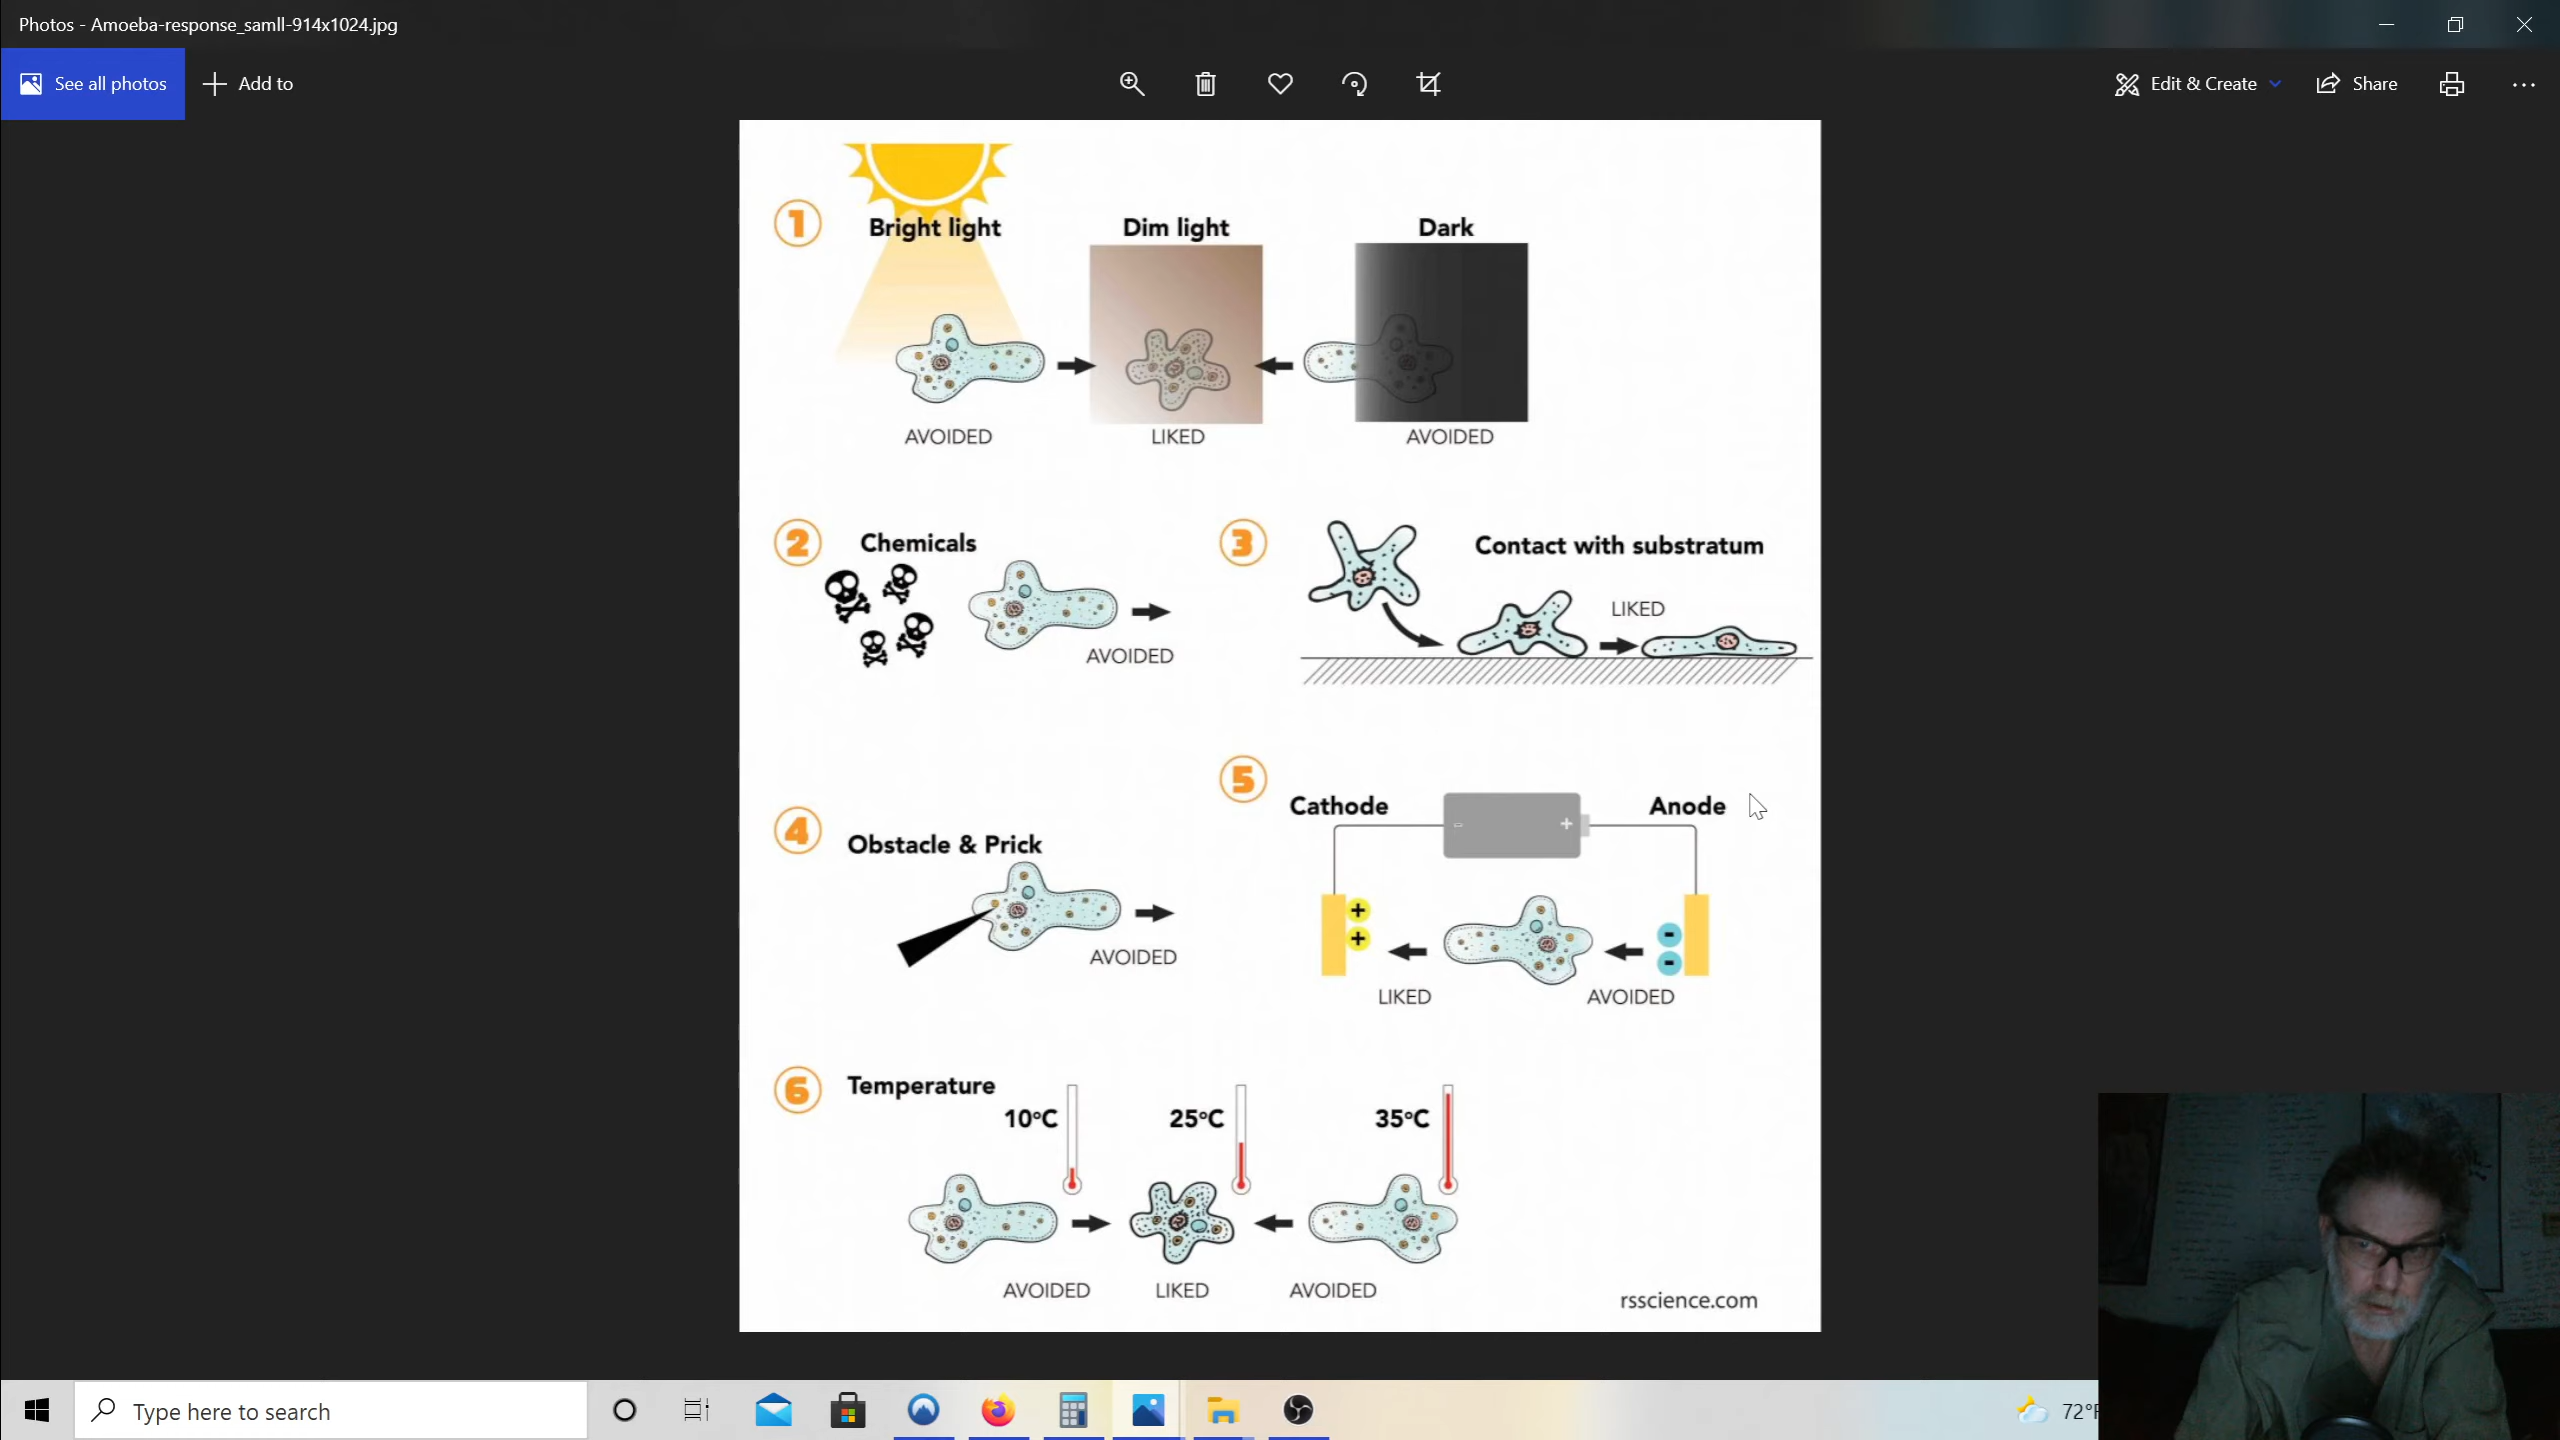 Photos - Amoeba-response_samll-914x1024.jpg
See all photos
Add to
Edit & Create
Share
1
Bright light
Dim light
Dark
AVOIDED
LIKED
AVOIDED
2
Chemicals
AVOIDED
3
Contact with substratum
LIKED
4
Obstacle & Prick
AVOIDED
5
Cathode
- +
Anode
+
+
-
-
LIKED
AVOIDED
6
Temperature
10°C
25°C
35°C
AVOIDED
LIKED
AVOIDED
rsscience.com
Type here to search
72°F